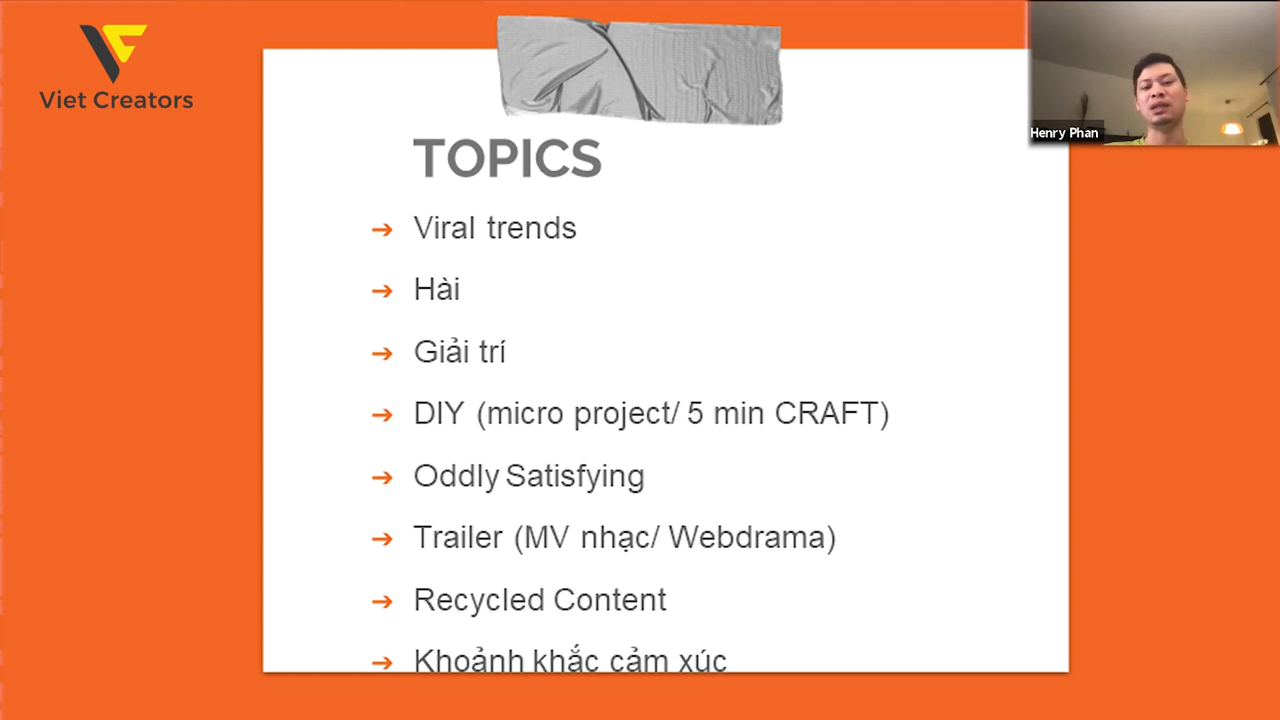 Viet Creators
Henry Phan
TOPICS
➔ Viral trends
➔ Hài
➔ Giải trí
➔ DIY (micro project/ 5 min CRAFT)
➔ Oddly Satisfying
➔ Trailer (MV nhạc/ Webdrama)
➔ Recycled Content
➔ Khoảnh khắc cảm xúc